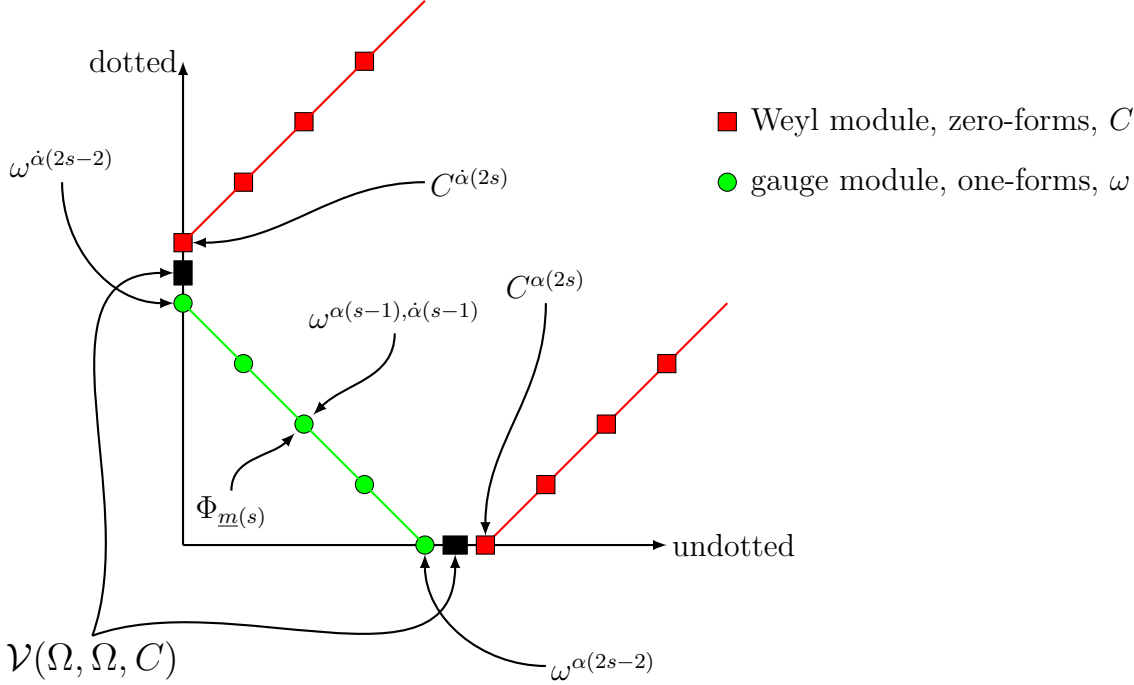 dotted
Weyl module, zero-forms, C
ω^{α̇(2s−2)}
C^{α̇(2s)}
gauge module, one-forms, ω
C^{α(2s)}
ω^{α(s−1),α̇(s−1)}
Φ_{m̲(s)}
undotted
𝒱(Ω, Ω, C)
ω^{α(2s−2)}